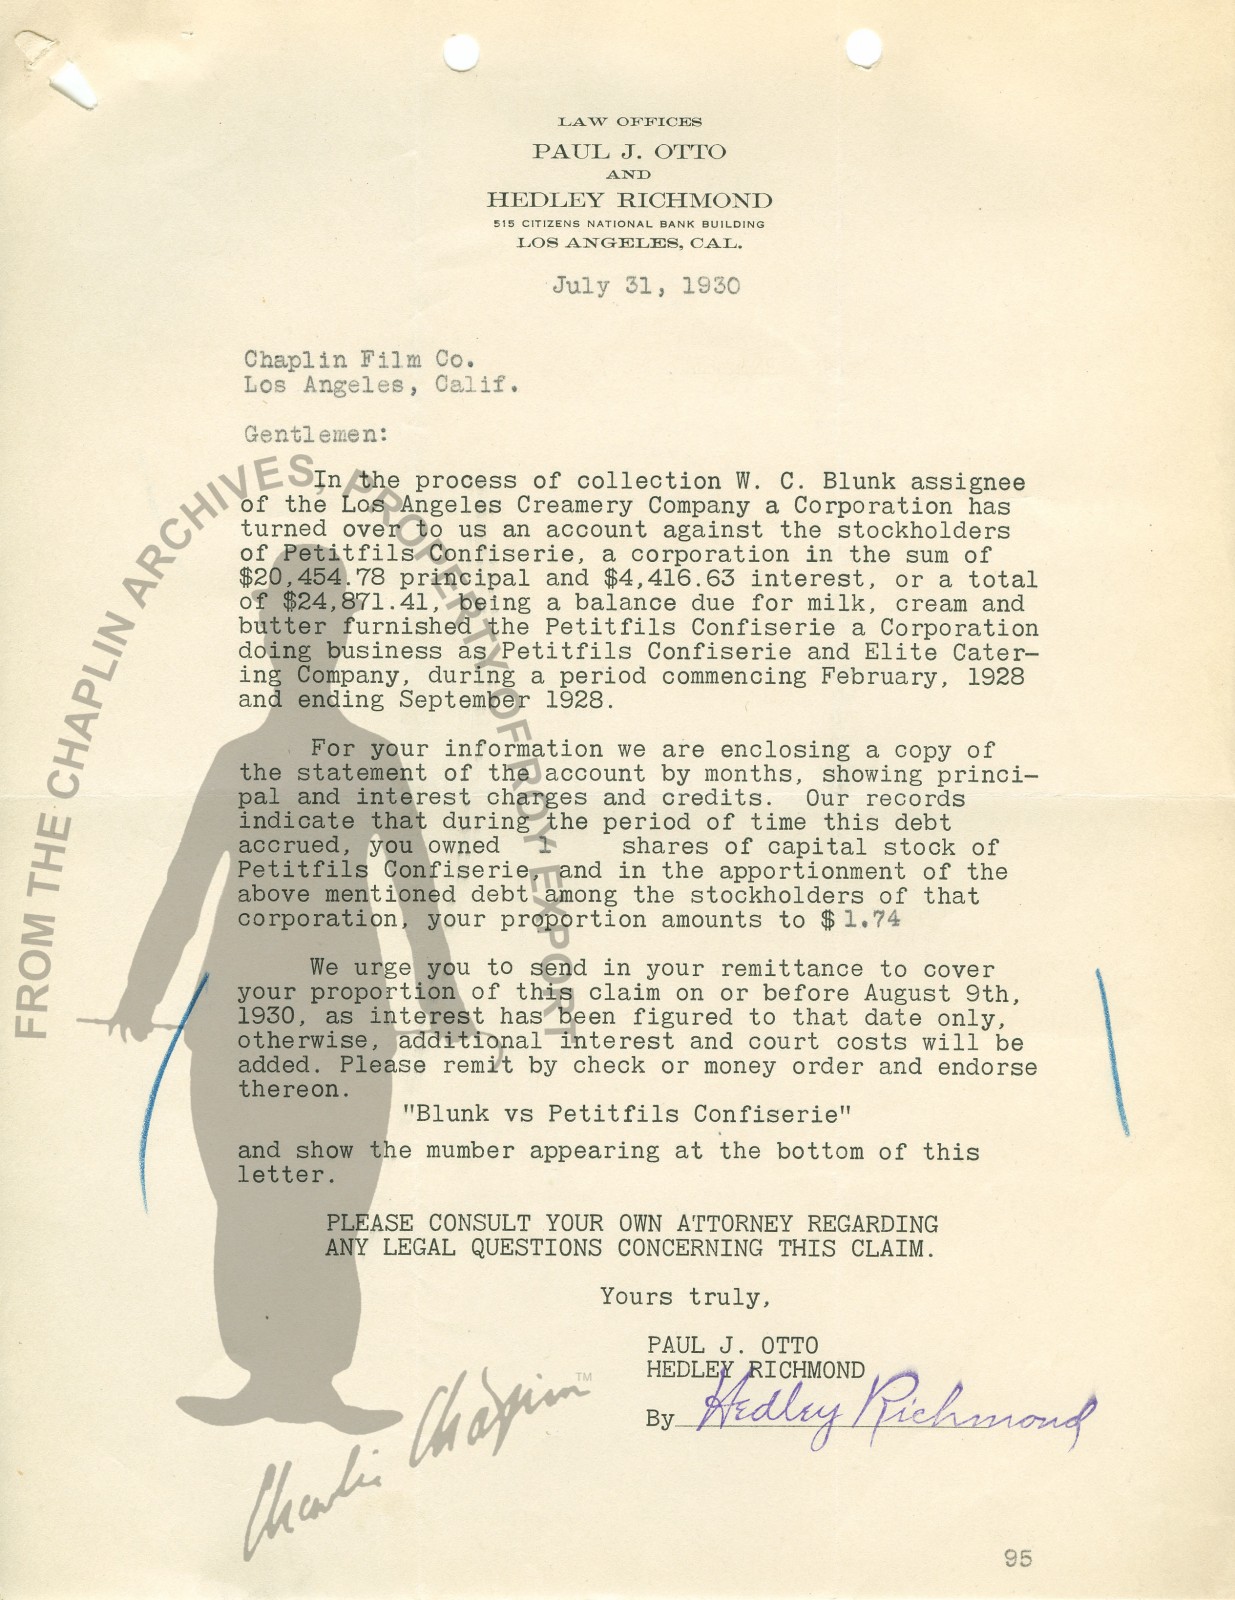 LAW OFFICES
PAUL J. OTTO
AND
HEDLEY RICHMOND
515 CITIZENS NATIONAL BANK BUILDING
LOS ANGELES, CAL.
July 31, 1930
Chaplin Film Co.
Los Angeles, Calif.
Gentlemen:
In the process of collection W. C. Blunk assignee
of the Los Angeles Creamery Company a Corporation has
turned over to us an account against the stockholders
of Petitfils Confiserie, a corporation in the sum of
$20,454.78 principal and $4,416.63 interest, or a total
of $24,871.41, being a balance due for milk, cream and
butter furnished the Petitfils Confiserie a Corporation
doing business as Petitfils Confiserie and Elite Cater-
ing Company, during a period commencing February, 1928
and ending September 1928.
For your information we are enclosing a copy of
the statement of the account by months, showing princi-
pal and interest charges and credits. Our records
indicate that during the period of time this debt
accrued, you owned 1 shares of capital stock of
Petitfils Confiserie, and in the apportionment of the
above mentioned debt among the stockholders of that
corporation, your proportion amounts to $ 1.74
We urge you to send in your remittance to cover
your proportion of this claim on or before August 9th,
1930, as interest has been figured to that date only,
otherwise, additional interest and court costs will be
added. Please remit by check or money order and endorse
thereon.
"Blunk vs Petitfils Confiserie"
and show the mumber appearing at the bottom of this
letter.
PLEASE CONSULT YOUR OWN ATTORNEY REGARDING
ANY LEGAL QUESTIONS CONCERNING THIS CLAIM.
Yours truly,
PAUL J. OTTO
HEDLEY RICHMOND
By Hedley Richmond
95
FROM THE CHAPLIN ARCHIVES, PROPERTY OF ROY EXPORT
Charlie Chaplin™